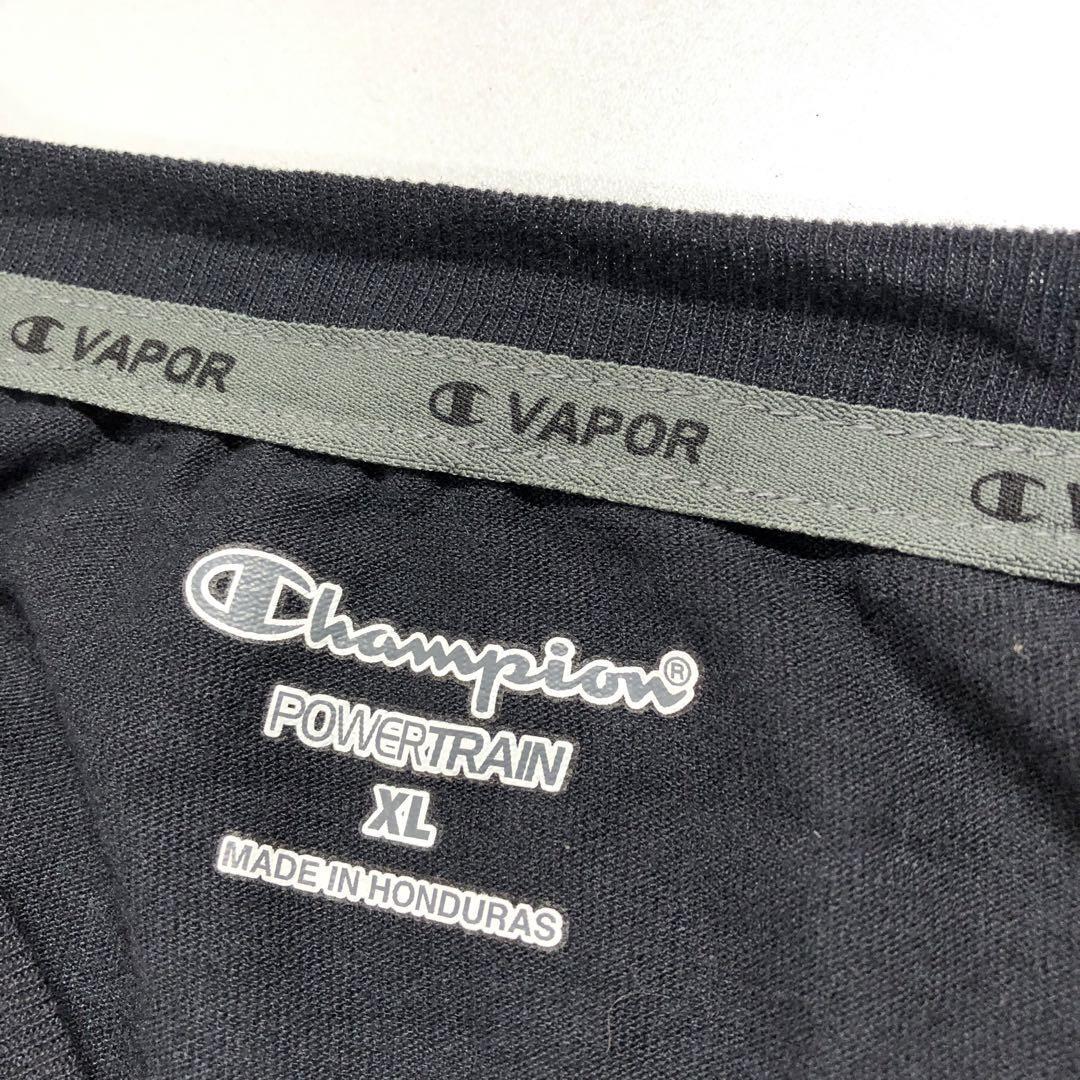 VAPOR VAPOR
Champion®
POWERTRAIN
XL
MADE IN HONDURAS